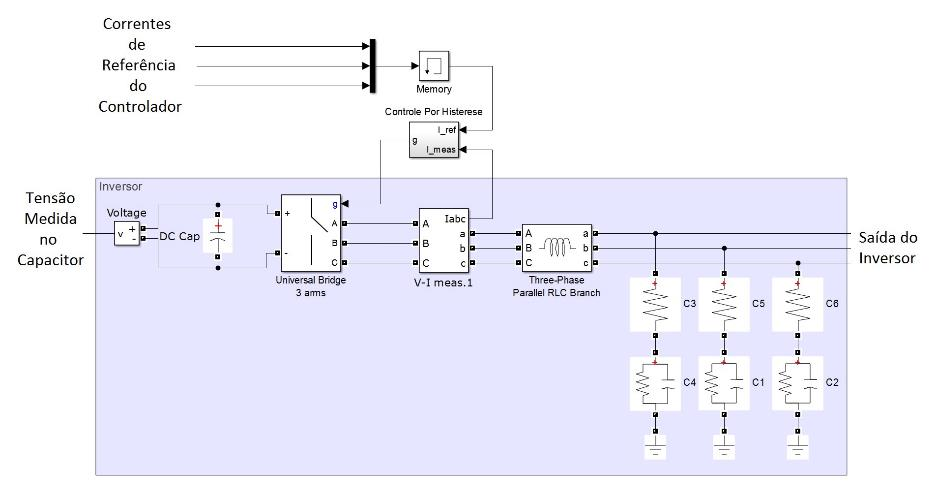 Correntes
de
Referência
do
Controlador
Memory
Controle Por Histerese
I_ref
g
I_meas
Inversor
Tensão
Medida
no
Capacitor
Voltage
v
+
-
DC Cap
+
+
-
g
A
B
C
Universal Bridge
3 arms
A
B
C
Iabc
a
b
c
V-I meas.1
A
B
C
a
b
c
Three-Phase
Parallel RLC Branch
Saída do
Inversor
+
C3
+
C5
+
C6
+
C4
+
C1
+
C2